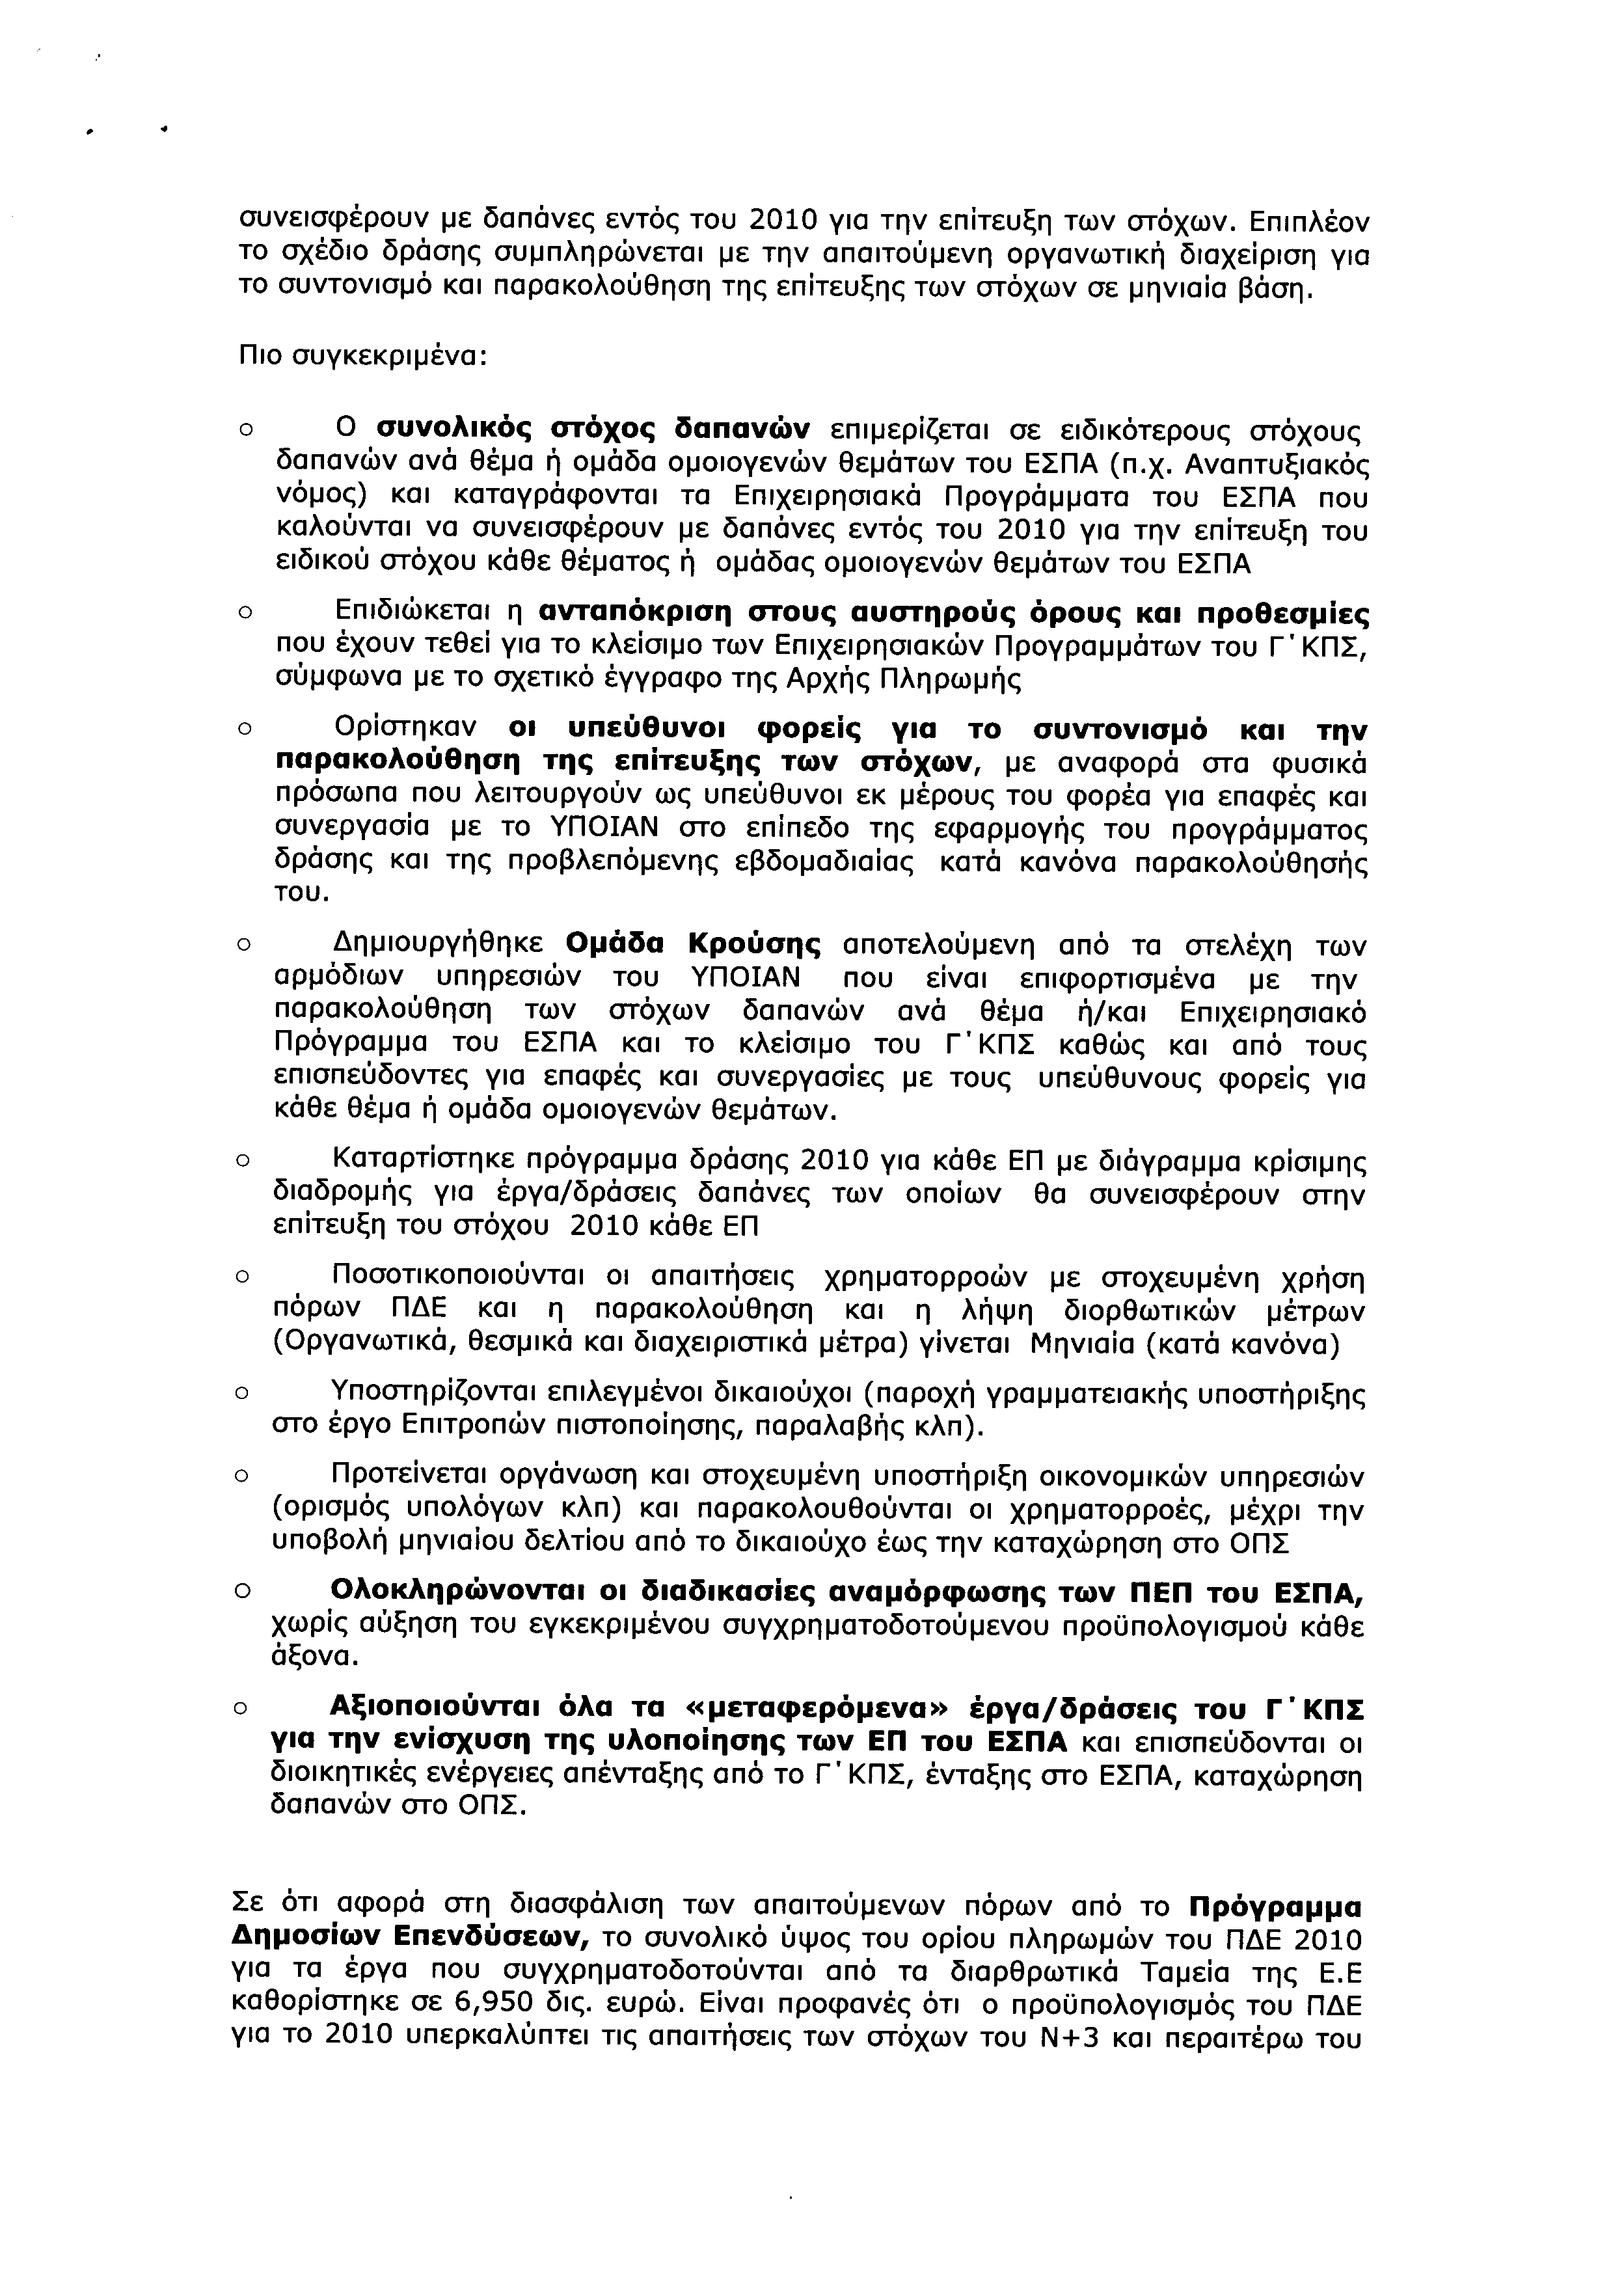 συνεισφέρουν με δαπάνες εντός του 2010 για την επίτευξη των στόχων. Επιπλέον
το σχέδιο δράσης συμπληρώνεται με την απαιτούμενη οργανωτική διαχείριση για
το συντονισμό και παρακολούθηση της επίτευξης των στόχων σε μηνιαία βάση.
Πιο συγκεκριμένα:
o Ο συνολικός στόχος δαπανών επιμερίζεται σε ειδικότερους στόχους
δαπανών ανά θέμα ή ομάδα ομοιογενών θεμάτων του ΕΣΠΑ (π.χ. Αναπτυξιακός
νόμος) και καταγράφονται τα Επιχειρησιακά Προγράμματα του ΕΣΠΑ που
καλούνται να συνεισφέρουν με δαπάνες εντός του 2010 για την επίτευξη του
ειδικού στόχου κάθε θέματος ή ομάδας ομοιογενών θεμάτων του ΕΣΠΑ
o Επιδιώκεται η ανταπόκριση στους αυστηρούς όρους και προθεσμίες
που έχουν τεθεί για το κλείσιμο των Επιχειρησιακών Προγραμμάτων του Γ΄ΚΠΣ,
σύμφωνα με το σχετικό έγγραφο της Αρχής Πληρωμής
o Ορίστηκαν οι υπεύθυνοι φορείς για το συντονισμό και την
παρακολούθηση της επίτευξης των στόχων, με αναφορά στα φυσικά
πρόσωπα που λειτουργούν ως υπεύθυνοι εκ μέρους του φορέα για επαφές και
συνεργασία με το ΥΠΟΙΑΝ στο επίπεδο της εφαρμογής του προγράμματος
δράσης και της προβλεπόμενης εβδομαδιαίας κατά κανόνα παρακολούθησής
του.
o Δημιουργήθηκε Ομάδα Κρούσης αποτελούμενη από τα στελέχη των
αρμόδιων υπηρεσιών του ΥΠΟΙΑΝ που είναι επιφορτισμένα με την
παρακολούθηση των στόχων δαπανών ανά θέμα ή/και Επιχειρησιακό
Πρόγραμμα του ΕΣΠΑ και το κλείσιμο του Γ΄ΚΠΣ καθώς και από τους
επισπεύδοντες για επαφές και συνεργασίες με τους υπεύθυνους φορείς για
κάθε θέμα ή ομάδα ομοιογενών θεμάτων.
o Καταρτίστηκε πρόγραμμα δράσης 2010 για κάθε ΕΠ με διάγραμμα κρίσιμης
διαδρομής για έργα/δράσεις δαπάνες των οποίων θα συνεισφέρουν στην
επίτευξη του στόχου 2010 κάθε ΕΠ
o Ποσοτικοποιούνται οι απαιτήσεις χρηματορροών με στοχευμένη χρήση
πόρων ΠΔΕ και η παρακολούθηση και η λήψη διορθωτικών μέτρων
(Οργανωτικά, θεσμικά και διαχειριστικά μέτρα) γίνεται Μηνιαία (κατά κανόνα)
o Υποστηρίζονται επιλεγμένοι δικαιούχοι (παροχή γραμματειακής υποστήριξης
στο έργο Επιτροπών πιστοποίησης, παραλαβής κλπ).
o Προτείνεται οργάνωση και στοχευμένη υποστήριξη οικονομικών υπηρεσιών
(ορισμός υπολόγων κλπ) και παρακολουθούνται οι χρηματορροές, μέχρι την
υποβολή μηνιαίου δελτίου από το δικαιούχο έως την καταχώρηση στο ΟΠΣ
o Ολοκληρώνονται οι διαδικασίες αναμόρφωσης των ΠΕΠ του ΕΣΠΑ,
χωρίς αύξηση του εγκεκριμένου συγχρηματοδοτούμενου προϋπολογισμού κάθε
άξονα.
o Αξιοποιούνται όλα τα «μεταφερόμενα» έργα/δράσεις του Γ΄ΚΠΣ
για την ενίσχυση της υλοποίησης των ΕΠ του ΕΣΠΑ και επισπεύδονται οι
διοικητικές ενέργειες απένταξης από το Γ΄ΚΠΣ, ένταξης στο ΕΣΠΑ, καταχώρηση
δαπανών στο ΟΠΣ.
Σε ότι αφορά στη διασφάλιση των απαιτούμενων πόρων από το Πρόγραμμα
Δημοσίων Επενδύσεων, το συνολικό ύψος του ορίου πληρωμών του ΠΔΕ 2010
για τα έργα που συγχρηματοδοτούνται από τα διαρθρωτικά Ταμεία της Ε.Ε
καθορίστηκε σε 6,950 δις. ευρώ. Είναι προφανές ότι ο προϋπολογισμός του ΠΔΕ
για το 2010 υπερκαλύπτει τις απαιτήσεις των στόχων του Ν+3 και περαιτέρω του